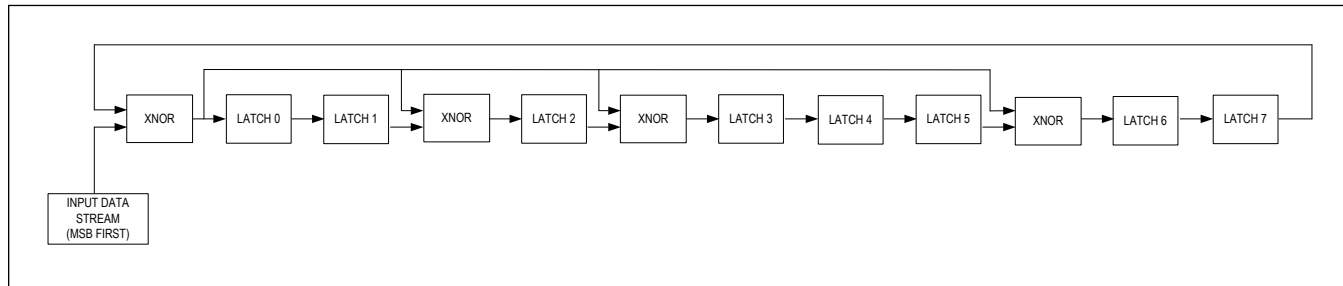 XNOR
LATCH 0
LATCH 1
XNOR
LATCH 2
XNOR
LATCH 3
LATCH 4
LATCH 5
XNOR
LATCH 6
LATCH 7
INPUT DATA
STREAM
(MSB FIRST)